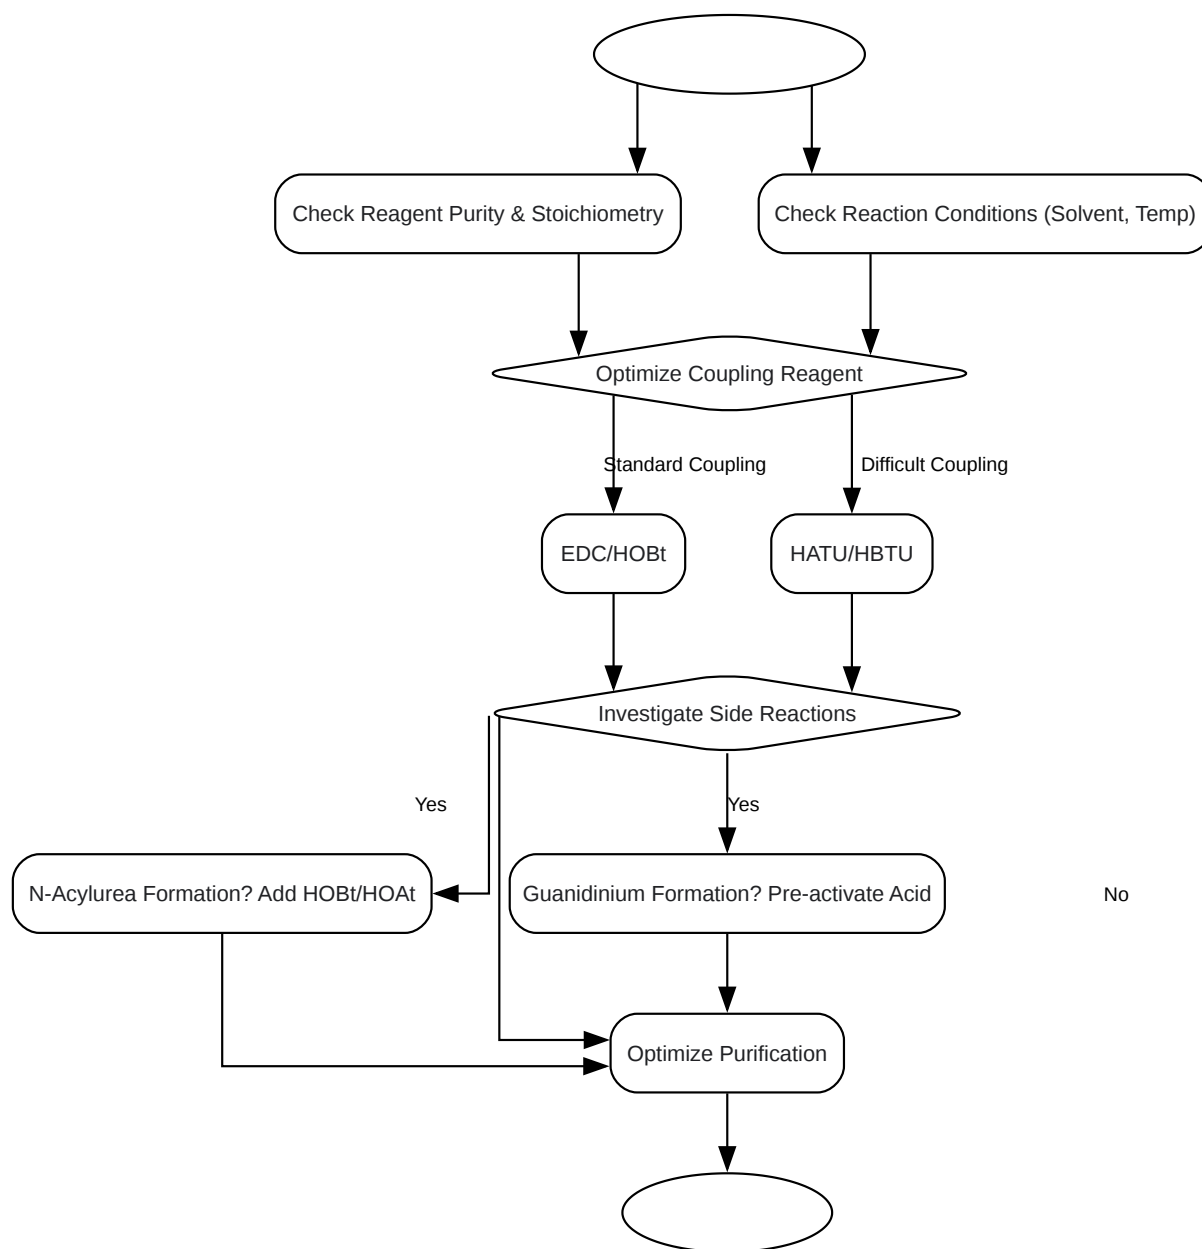 Check Reagent Purity & Stoichiometry
Check Reaction Conditions (Solvent, Temp)
Optimize Coupling Reagent
Standard Coupling
Difficult Coupling
EDC/HOBt
HATU/HBTU
Investigate Side Reactions
Yes
Yes
N-Acylurea Formation? Add HOBt/HOAt
Guanidinium Formation? Pre-activate Acid
No
Optimize Purification